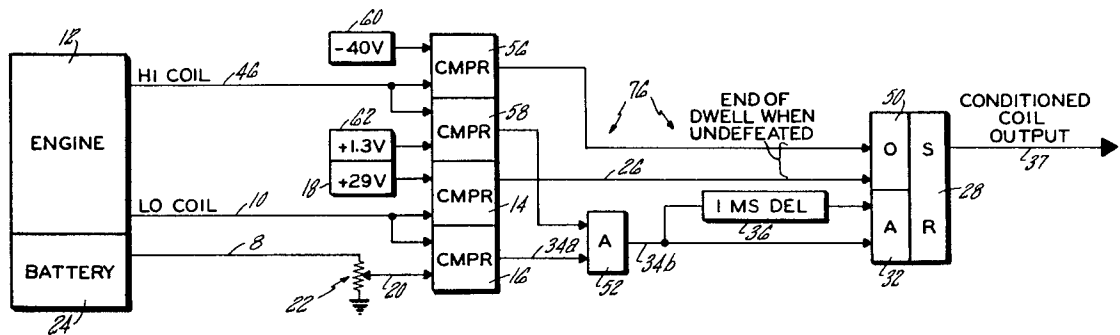 12
ENGINE
BATTERY
24
HI COIL
46
LO COIL
10
8
22
20
60
-40V
62
+1.3V
+29V
18
56
CMPR
58
CMPR
CMPR
14
CMPR
16
76
END OF
DWELL WHEN
UNDEFEATED
26
1 MS DEL
36
34a
A
52
34b
50
O
S
A
R
32
28
CONDITIONED
COIL
OUTPUT
37